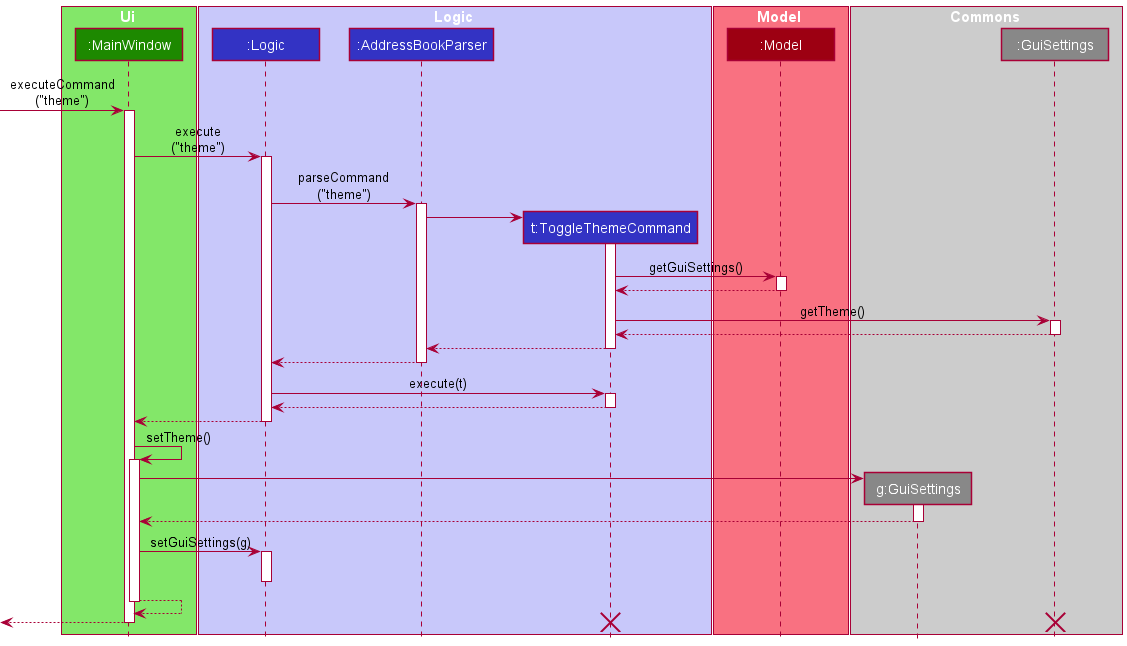 Ui
Logic
Model
Commons
:MainWindow
:Logic
:AddressBookParser
:Model
:GuiSettings
executeCommand
("theme")
execute
("theme")
parseCommand
("theme")
t:ToggleThemeCommand
getGuiSettings()
getTheme()
execute(t)
setTheme()
g:GuiSettings
setGuiSettings(g)